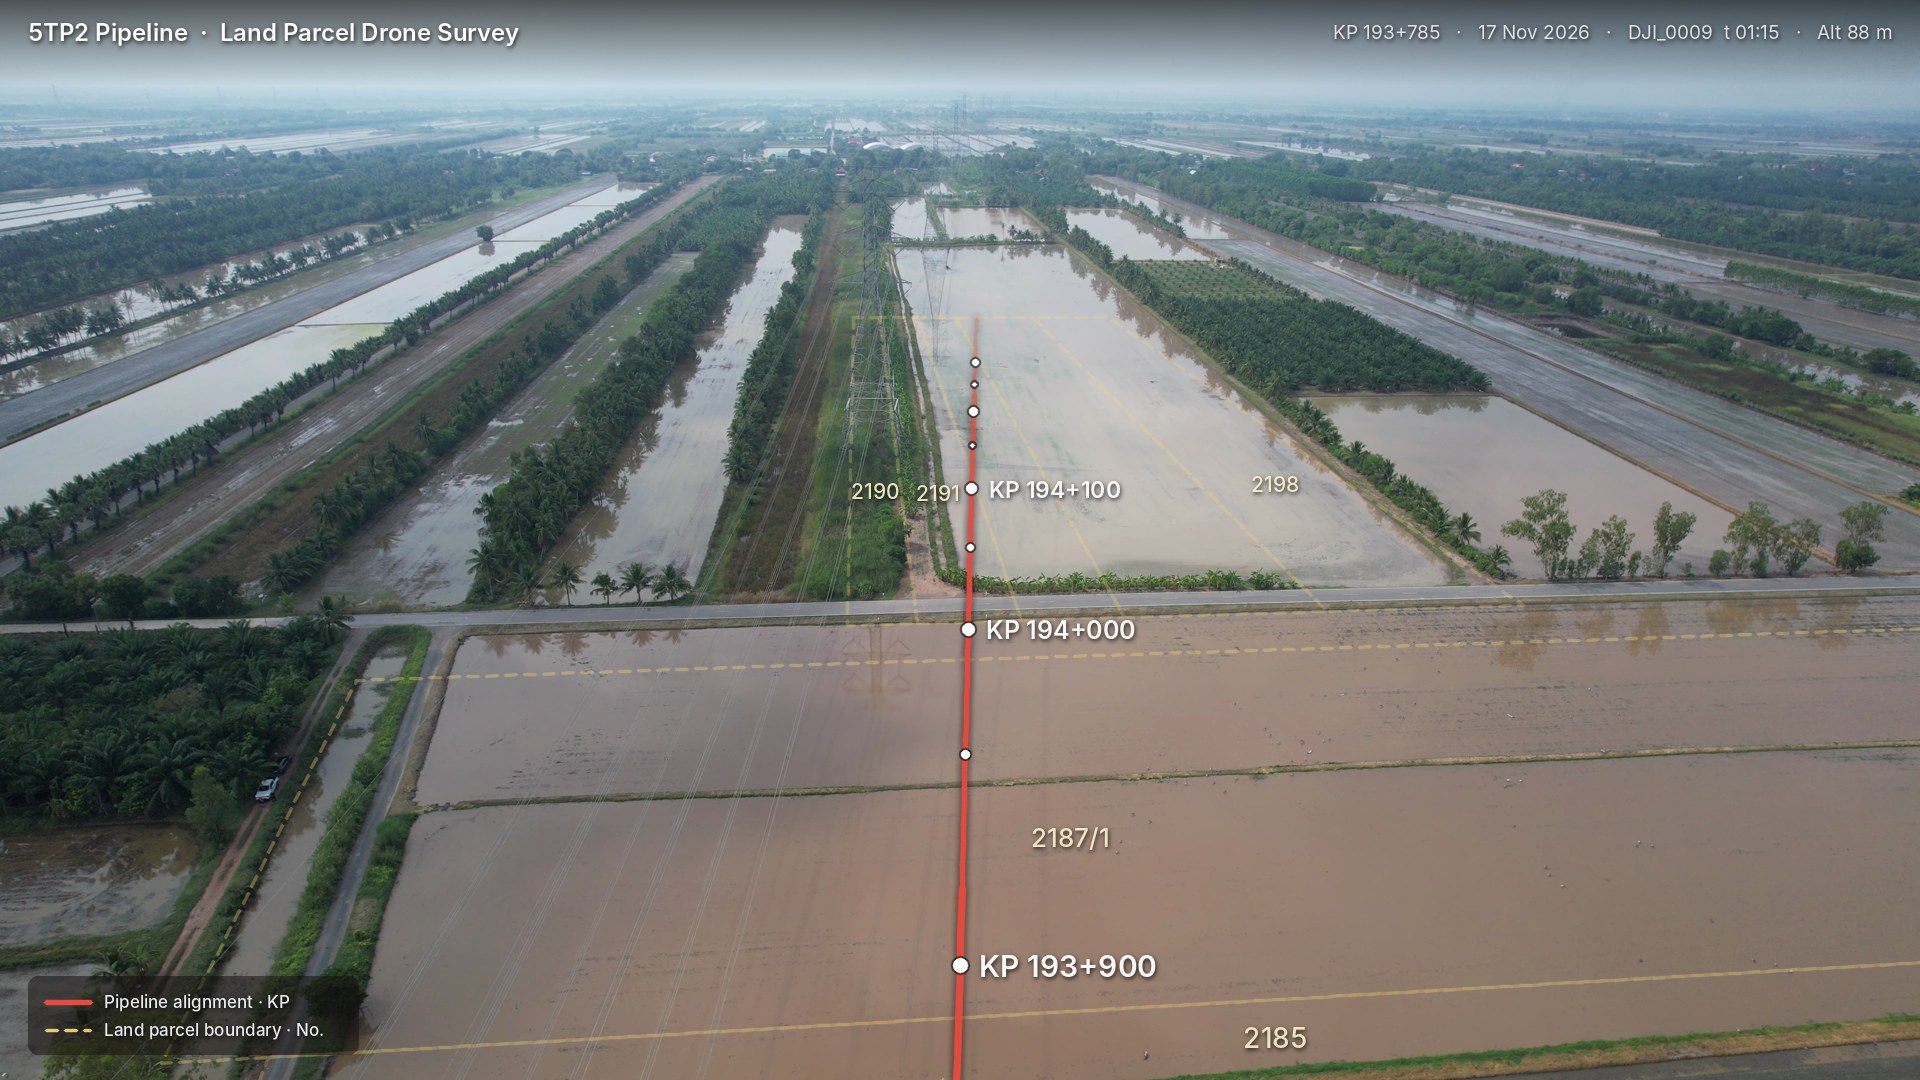 5TP2 Pipeline · Land Parcel Drone Survey
KP 193+785 · 17 Nov 2026 · DJI_0009 t 01:15 · Alt 88 m
2190
2191
KP 194+100
2198
KP 194+000
2187/1
KP 193+900
Pipeline alignment · KP
Land parcel boundary · No.
2185